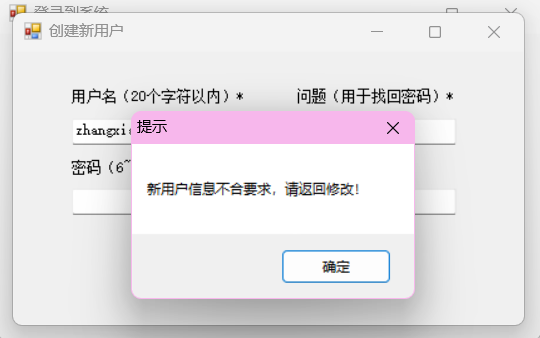 登录到系统
创建新用户
用户名（20个字符以内）*
问题（用于找回密码）*
zhangxi
提示
密码（6~
新用户信息不合要求，请返回修改！
确定